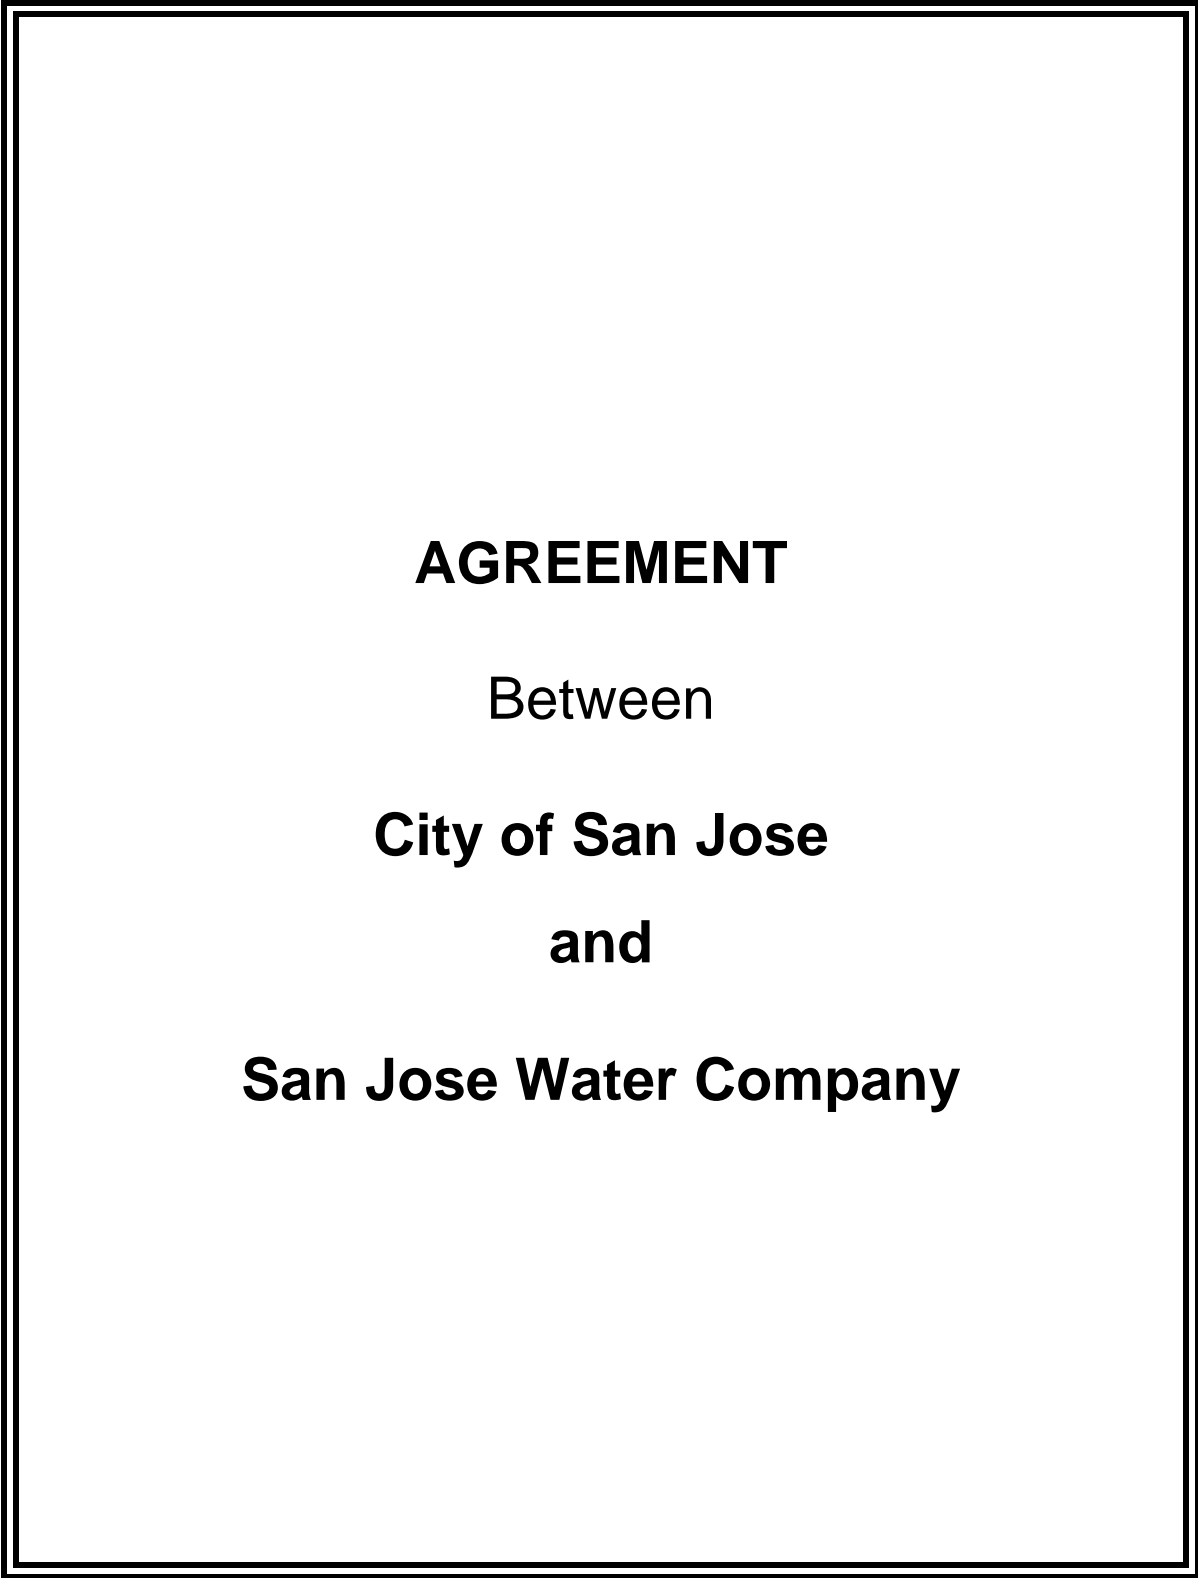 AGREEMENT
Between
City of San Jose
and
San Jose Water Company